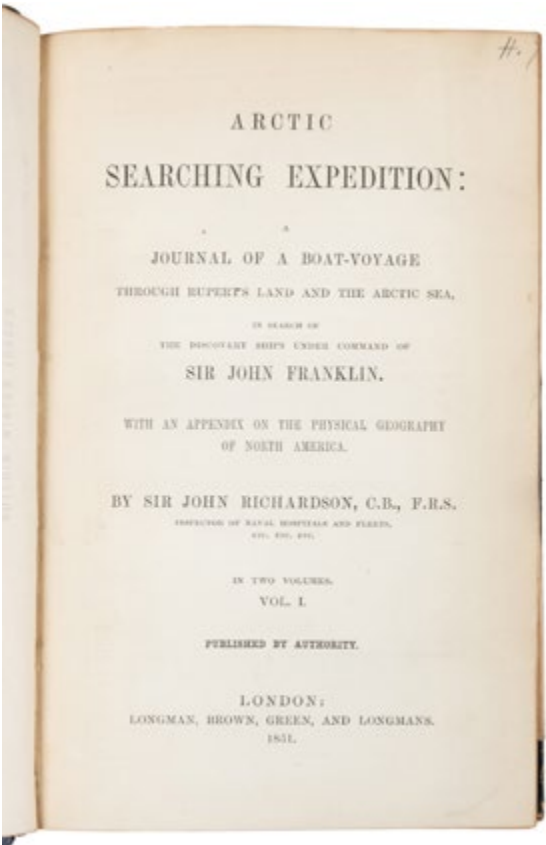 H.
ARCTIC
SEARCHING EXPEDITION:
A
JOURNAL OF A BOAT-VOYAGE
THROUGH RUPERT'S LAND AND THE ARCTIC SEA,
IN SEARCH OF
THE DISCOVERY SHIPS UNDER COMMAND OF
SIR JOHN FRANKLIN.
WITH AN APPENDIX ON THE PHYSICAL GEOGRAPHY
OF NORTH AMERICA.
BY SIR JOHN RICHARDSON, C.B., F.R.S.
INSPECTOR OF NAVAL HOSPITALS AND FLEETS,
ETC. ETC. ETC.
IN TWO VOLUMES.
VOL. I.
PUBLISHED BY AUTHORITY.
LONDON:
LONGMAN, BROWN, GREEN, AND LONGMANS.
1851.